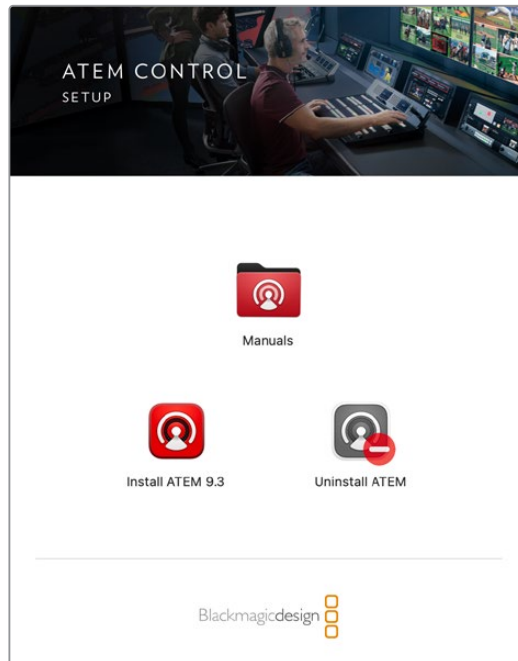 ATEM CONTROL
SETUP
Manuals
Install ATEM 9.3
Uninstall ATEM
Blackmagicdesign